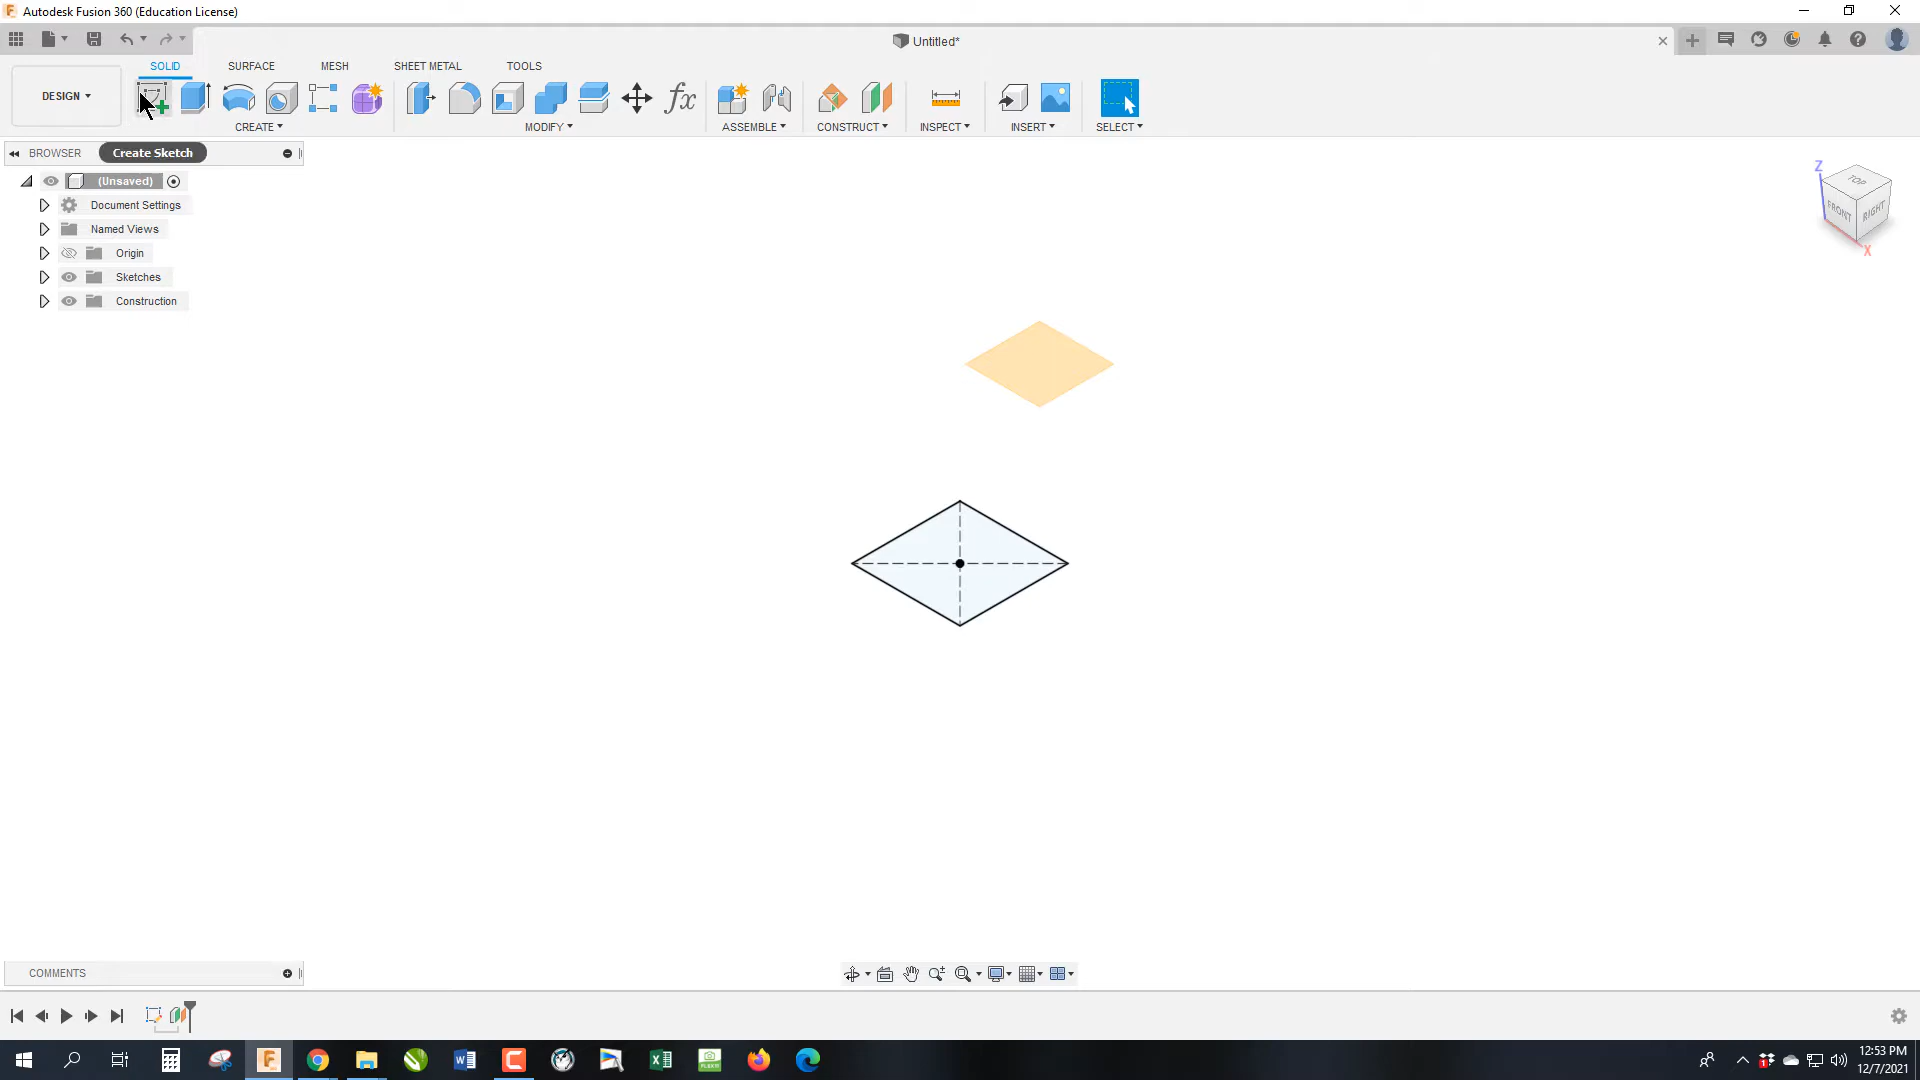 Autodesk Fusion 360 (Education License)
Untitled*
SOLID SURFACE MESH SHEET METAL TOOLS
DESIGN
fx
CREATE MODIFY ASSEMBLE CONSTRUCT INSPECT INSERT SELECT
BROWSER
Create Sketch
(Unsaved)
Document Settings
Named Views
Origin
Sketches
Construction
Z
TOP
FRONT
RIGHT
X
COMMENTS
12:53 PM
12/7/2021